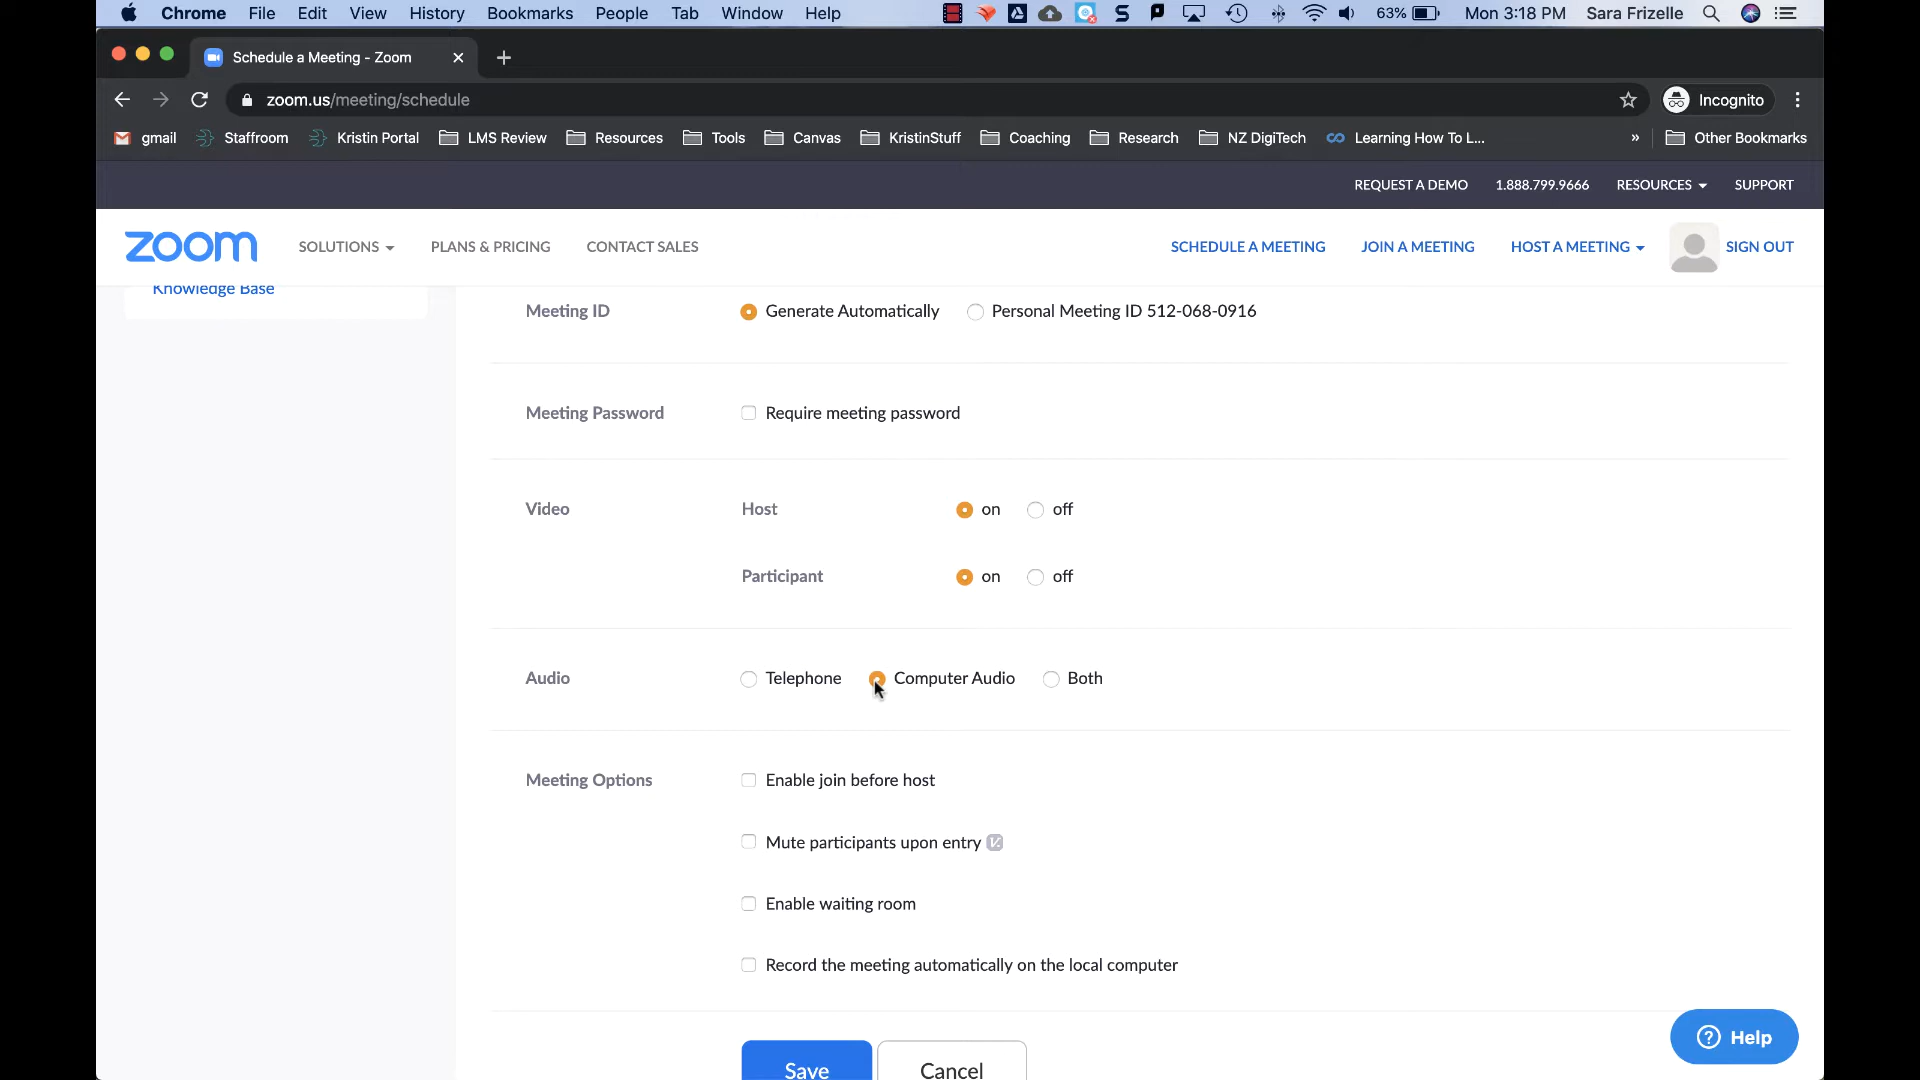 Chrome File Edit View History Bookmarks People Tab Window Help 63% Mon 3:18 PM Sara Frizelle
Schedule a Meeting - Zoom
zoom.us/meeting/schedule Incognito
gmail Staffroom Kristin Portal LMS Review Resources Tools Canvas KristinStuff Coaching Research NZ DigiTech Learning How To L... » Other Bookmarks
REQUEST A DEMO 1.888.799.9666 RESOURCES SUPPORT
zoom SOLUTIONS PLANS & PRICING CONTACT SALES SCHEDULE A MEETING JOIN A MEETING HOST A MEETING SIGN OUT
Knowledge Base
Meeting ID Generate Automatically Personal Meeting ID 512-068-0916
Meeting Password Require meeting password
Video Host on off
Participant on off
Audio Telephone Computer Audio Both
Meeting Options Enable join before host
Mute participants upon entry
Enable waiting room
Record the meeting automatically on the local computer
Save Cancel
Help